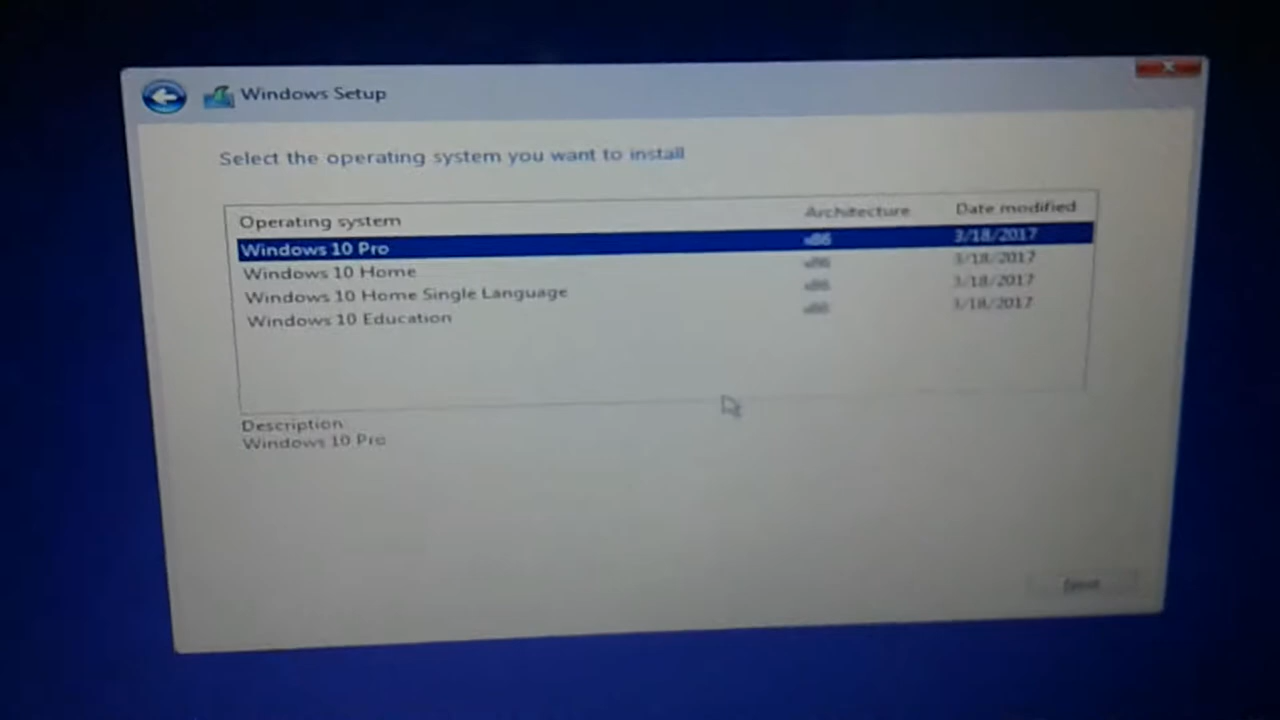 Windows Setup
Select the operating system you want to install
Operating system Architecture Date modified
Windows 10 Pro x86 3/18/2017
Windows 10 Home x86 3/18/2017
Windows 10 Home Single Language x86 3/18/2017
Windows 10 Education x86 3/18/2017
Description
Windows 10 Pro
Next